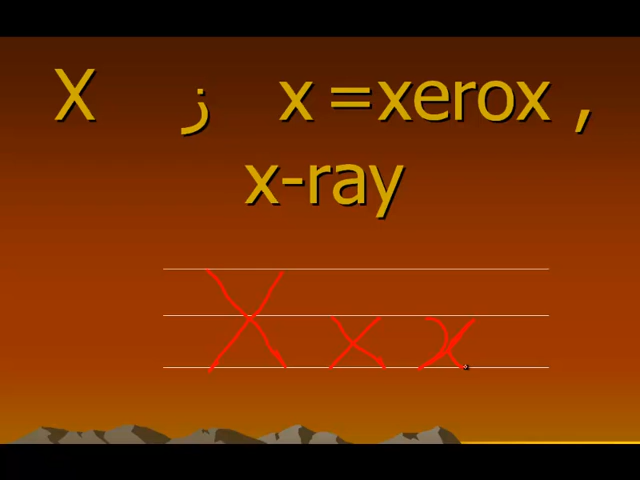 X ز x =xerox ,
x-ray
X x x